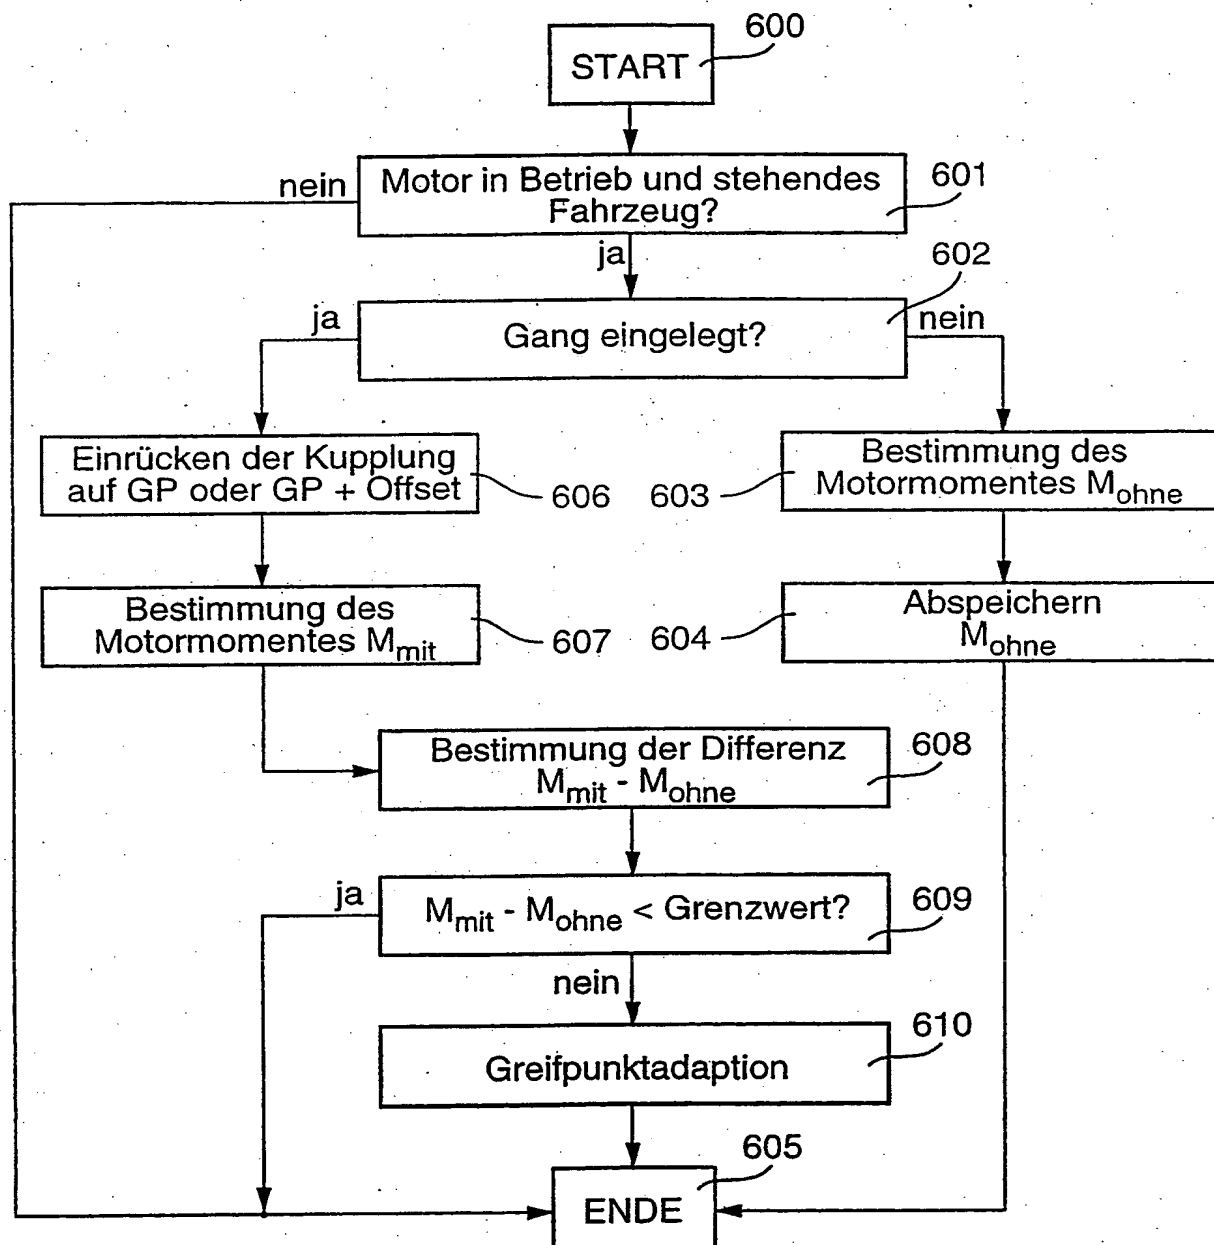 600
START
nein
Motor in Betrieb und stehendes
Fahrzeug?
601
ja
602
ja
Gang eingelegt?
nein
Einrücken der Kupplung
auf GP oder GP + Offset
606
603
Bestimmung des
Motormomentes Mohne
Bestimmung des
Motormomentes Mmit
607
604
Abspeichern
Mohne
Bestimmung der Differenz
Mmit - Mohne
608
ja
Mmit - Mohne < Grenzwert?
609
nein
610
Greifpunktadaption
605
ENDE